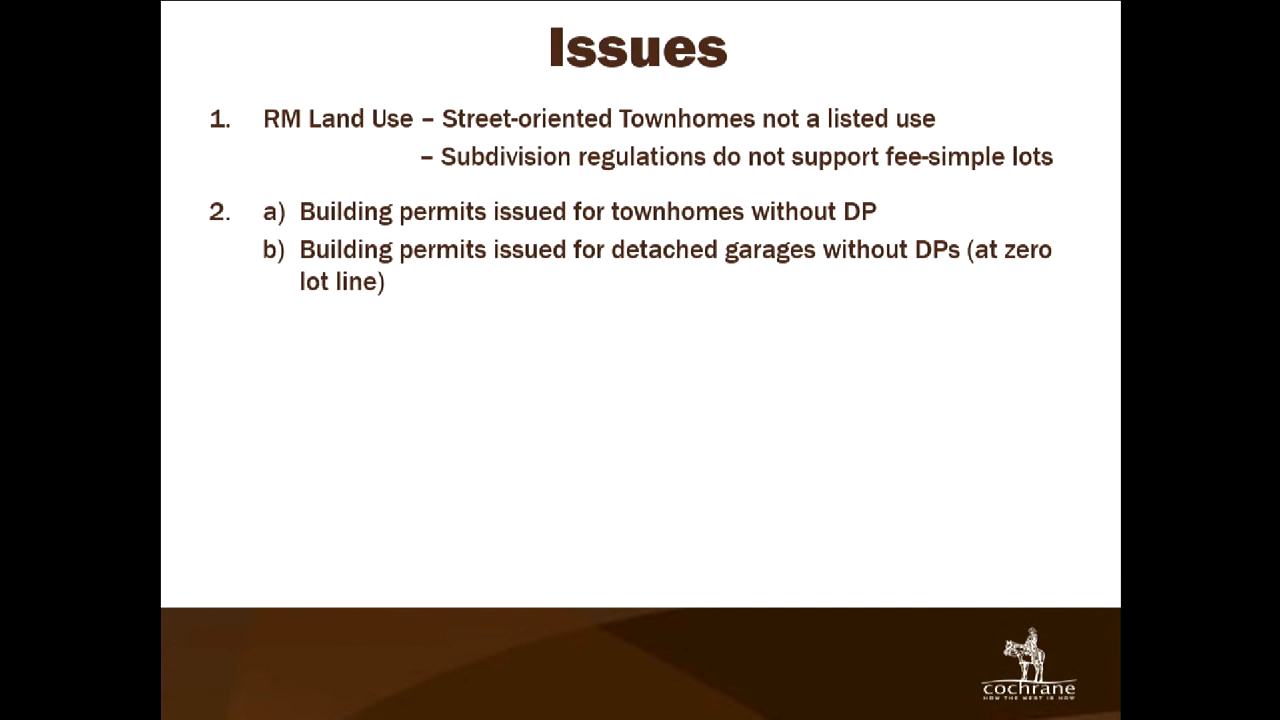 Issues
1. RM Land Use – Street-oriented Townhomes not a listed use
– Subdivision regulations do not support fee-simple lots
2. a) Building permits issued for townhomes without DP
b) Building permits issued for detached garages without DPs (at zero
lot line)
cochrane
HOW THE WEST IS NOW